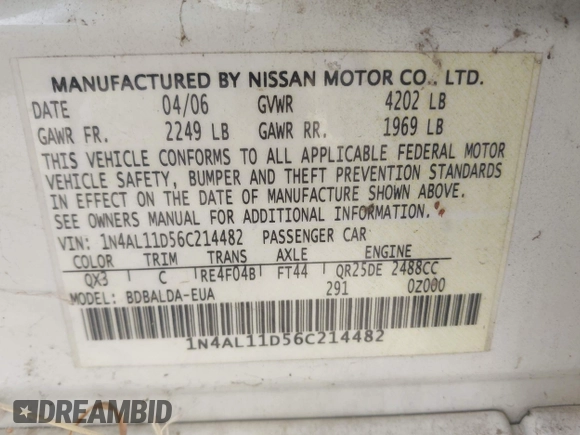 MANUFACTURED BY NISSAN MOTOR CO., LTD.
DATE 04/06 GVWR 4202 LB
GAWR FR. 2249 LB GAWR RR. 1969 LB
THIS VEHICLE CONFORMS TO ALL APPLICABLE FEDERAL MOTOR
VEHICLE SAFETY, BUMPER AND THEFT PREVENTION STANDARDS
IN EFFECT ON THE DATE OF MANUFACTURE SHOWN ABOVE.
SEE OWNERS MANUAL FOR ADDITIONAL INFORMATION.
VIN: 1N4AL11D56C214482 PASSENGER CAR
COLOR TRIM TRANS AXLE ENGINE
QX3 C RE4F04B FT44 QR25DE 2488CC
MODEL: BDBALDA-EUA 291 0Z000
1N4AL11D56C214482
DREAMBID